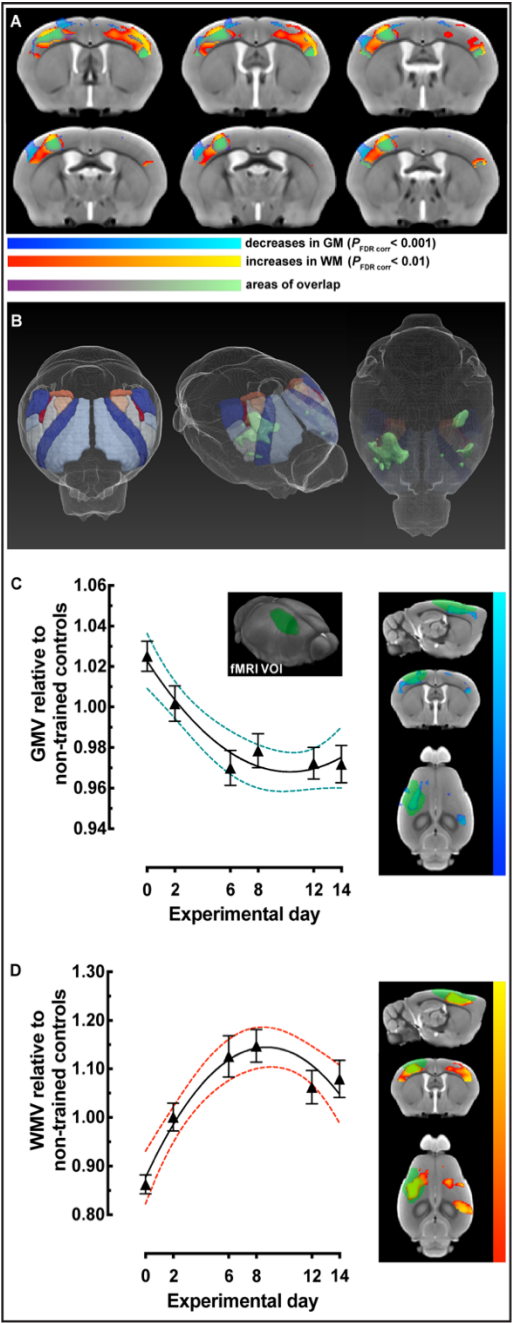 A
decreases in GM (P FDR corr < 0.001)
increases in WM (P FDR corr < 0.01)
areas of overlap
B
C
1.06
1.04
1.02
1.00
0.98
0.96
0.94
GMV relative to
non-trained controls
fMRI VOI
0 2 6 8 12 14
Experimental day
D
1.30
1.20
1.10
1.00
0.90
0.80
WMV relative to
non-trained controls
0 2 6 8 12 14
Experimental day